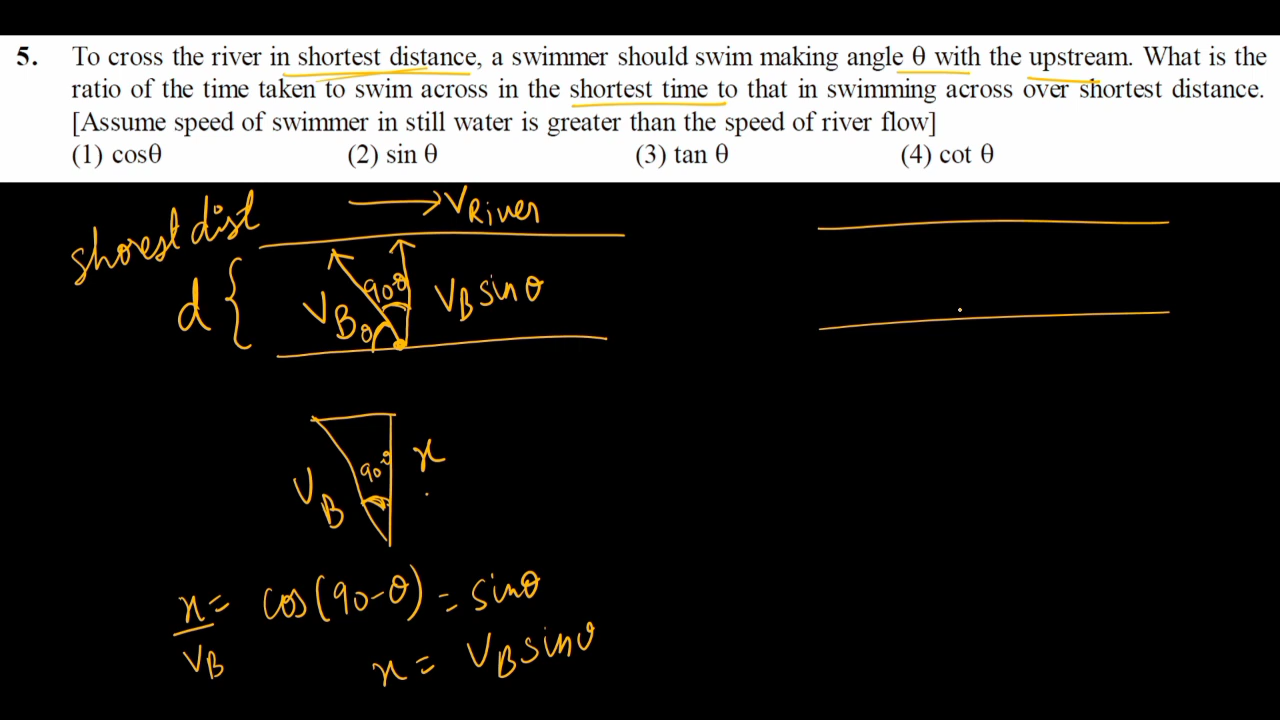 5. To cross the river in shortest distance, a swimmer should swim making angle θ with the upstream. What is the
ratio of the time taken to swim across in the shortest time to that in swimming across over shortest distance.
[Assume speed of swimmer in still water is greater than the speed of river flow]
(1) cosθ (2) sin θ (3) tan θ (4) cot θ
shorest dist
→ VRiver
d{
VB θ 90-θ VB sinθ
VB 90-θ x
x/VB = cos(90-θ) = sinθ
x = VB sinθ